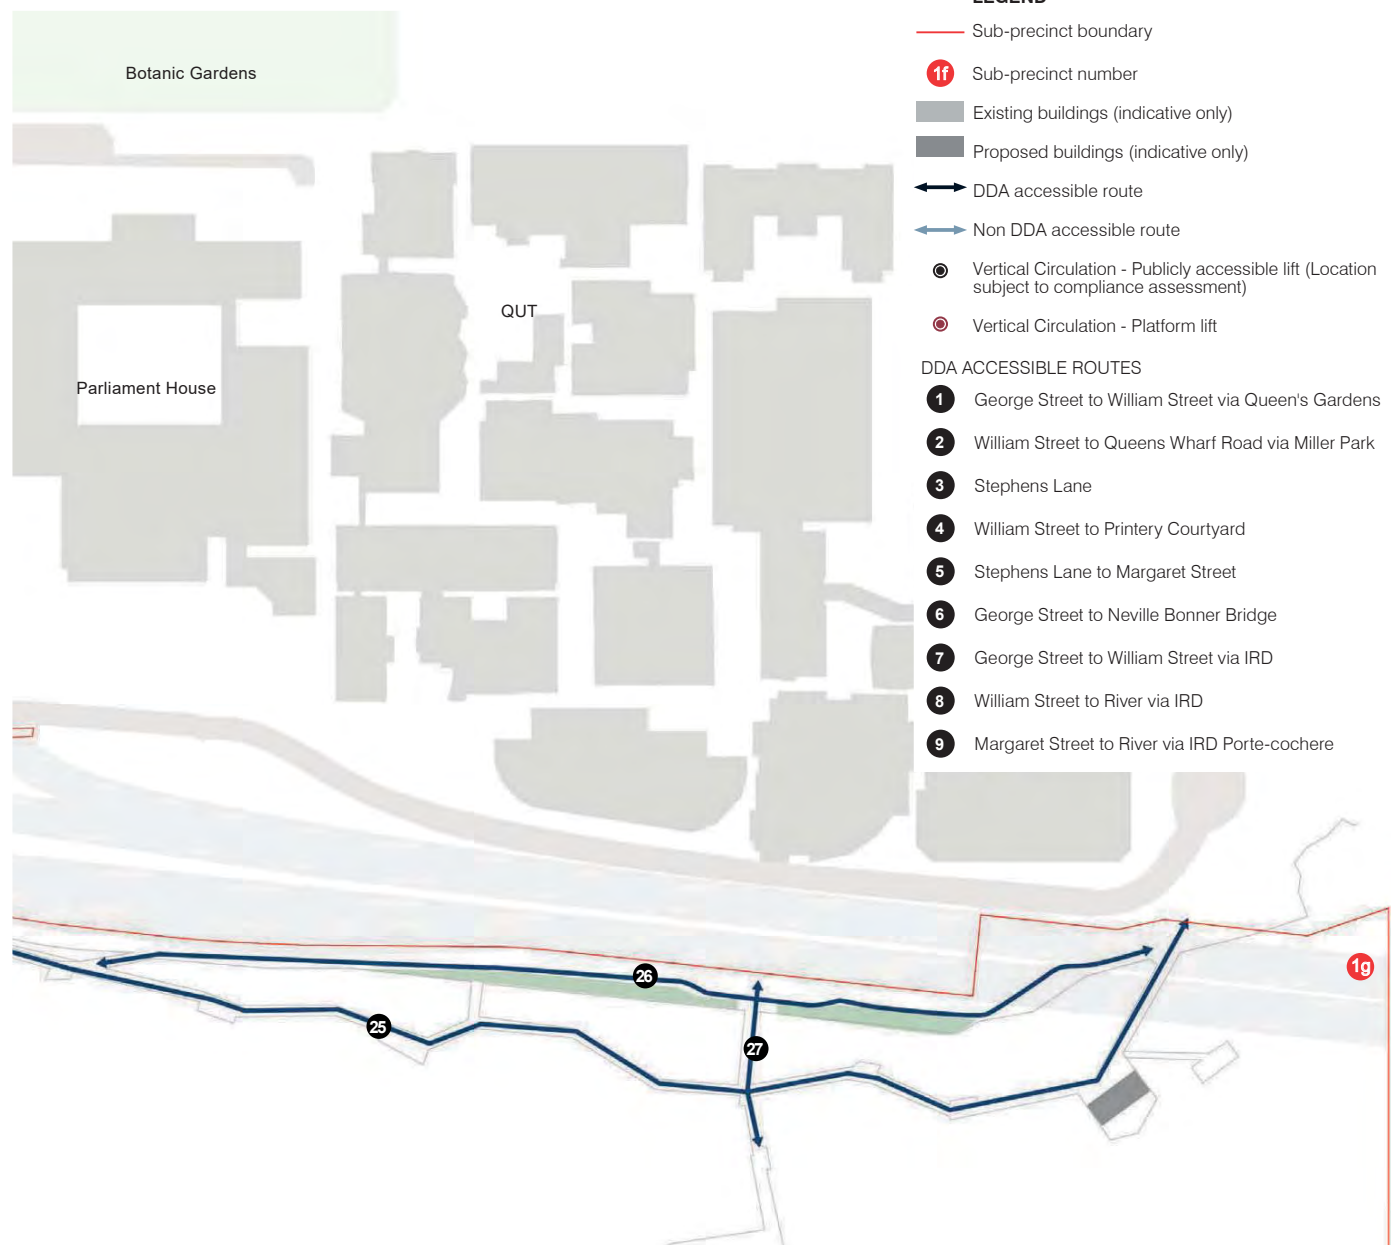 LEGEND
Sub-precinct boundary
1f Sub-precinct number
Existing buildings (indicative only)
Proposed buildings (indicative only)
DDA accessible route
Non DDA accessible route
Vertical Circulation - Publicly accessible lift (Location
subject to compliance assessment)
Vertical Circulation - Platform lift
DDA ACCESSIBLE ROUTES
1 George Street to William Street via Queen's Gardens
2 William Street to Queens Wharf Road via Miller Park
3 Stephens Lane
4 William Street to Printery Courtyard
5 Stephens Lane to Margaret Street
6 George Street to Neville Bonner Bridge
7 George Street to William Street via IRD
8 William Street to River via IRD
9 Margaret Street to River via IRD Porte-cochere
Botanic Gardens
QUT
Parliament House
26
1g
25
27